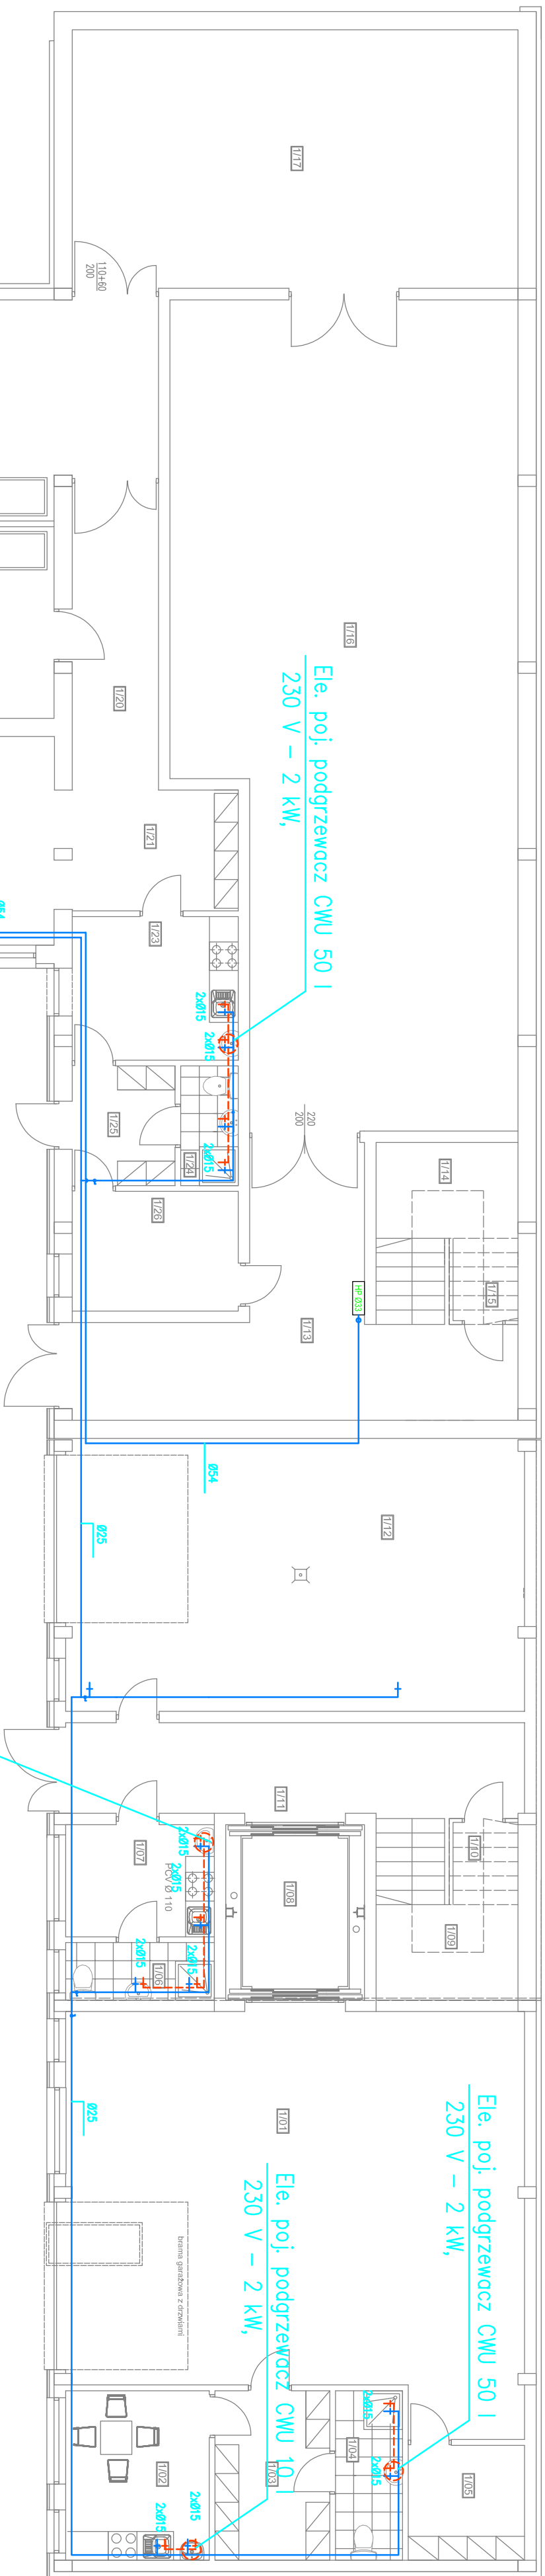 1/17
110+60
200
1/16
Ele. poj. podgrzewacz CWU 50 l
230 V – 2 kW,
1/20
1/21
1/23
Ø54
2xØ15
2xØ15
2xØ15
1/24
1/25
1/26
220
200
1/14
1/15
HP Ø33
1/13
Ø54
Ø25
1/12
1/11
1/10
1/09
1/08
1/07
2xØ15
2xØ15
PCV Ø 110
2xØ15
2xØ15
1/06
Ø25
1/01
Ele. poj. podgrzewacz CWU 50 l
230 V – 2 kW,
Ele. poj. podgrzewacz CWU 10 l
230 V – 2 kW,
brama garażowa z drzwiami
2xØ15
2xØ15
1/04
1/05
1/03
1/02
2xØ15
2xØ15